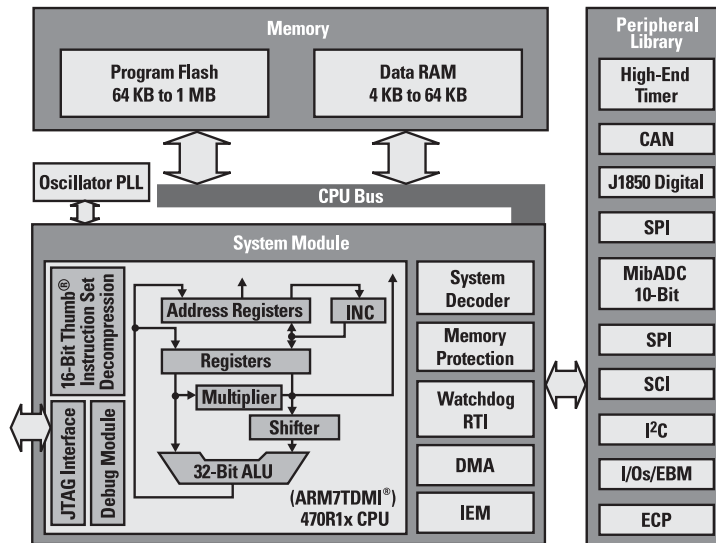 Memory
Program Flash
64 KB to 1 MB
Data RAM
4 KB to 64 KB
Oscillator PLL
CPU Bus
System Module
16-Bit Thumb®
Instruction Set
Decompression
JTAG Interface
Debug Module
Address Registers
INC
Registers
Multiplier
Shifter
32-Bit ALU
(ARM7TDMI®)
470R1x CPU
System
Decoder
Memory
Protection
Watchdog
RTI
DMA
IEM
Peripheral
Library
High-End
Timer
CAN
J1850 Digital
SPI
MibADC
10-Bit
SPI
SCI
I²C
I/Os/EBM
ECP